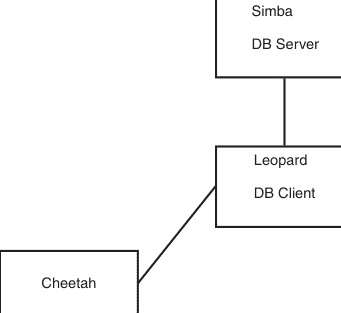 Simba
DB Server
Leopard
DB Client
Cheetah